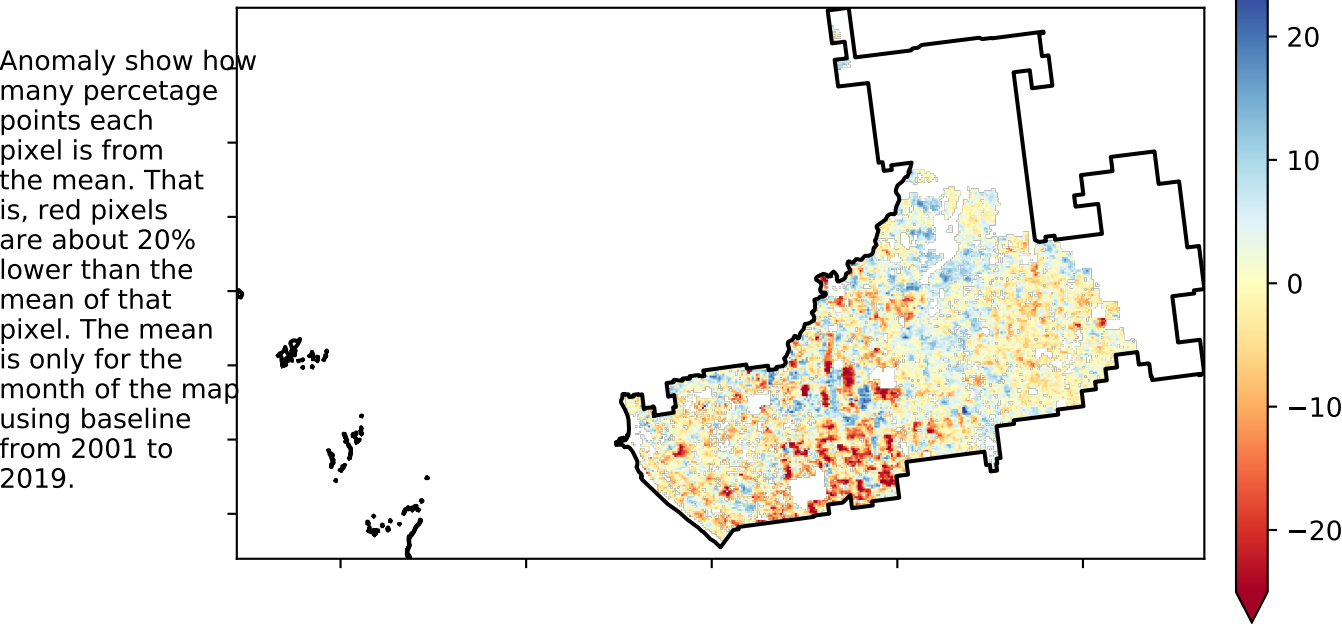 Anomaly show how
many percetage
points each
pixel is from
the mean. That
is, red pixels
are about 20%
lower than the
mean of that
pixel. The mean
is only for the
month of the map
using baseline
from 2001 to
2019.
20
10
0
−10
−20